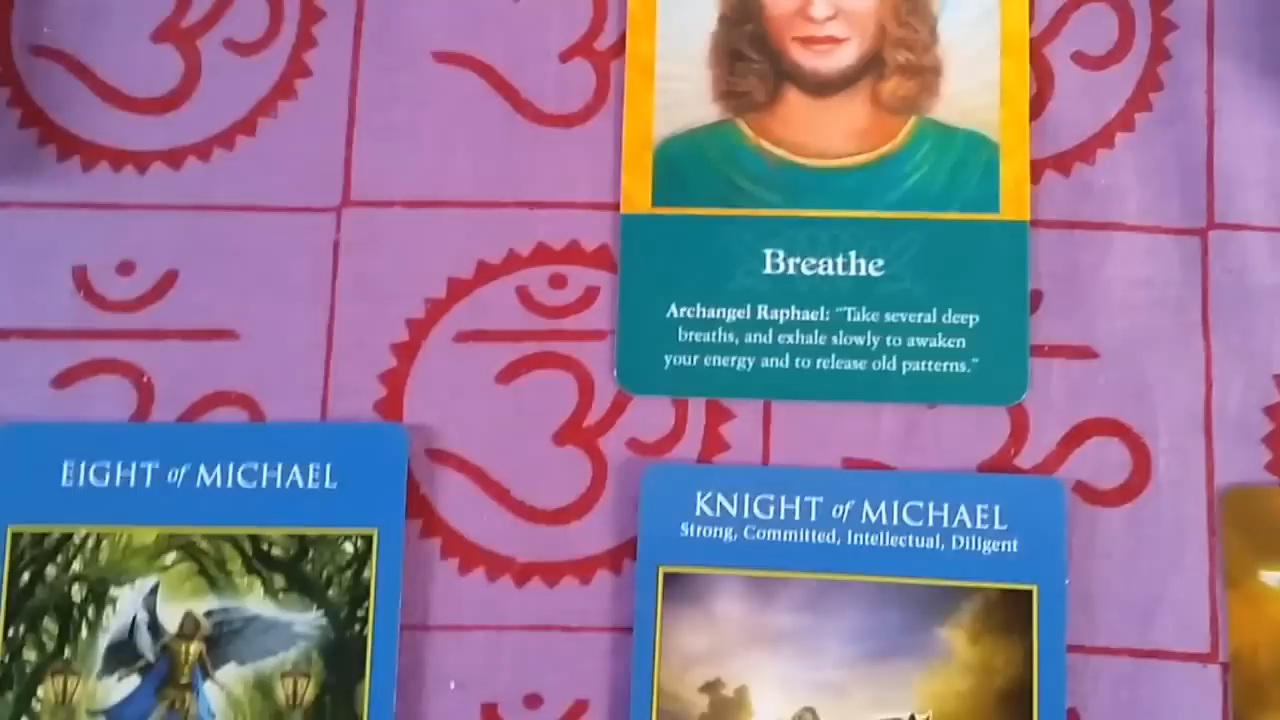 Breathe
Archangel Raphael: “Take several deep
breaths, and exhale slowly to awaken
your energy and to release old patterns.”
EIGHT of MICHAEL
KNIGHT of MICHAEL
Strong, Committed, Intellectual, Diligent
ॐ
ॐ
ॐ
ॐ
ॐ